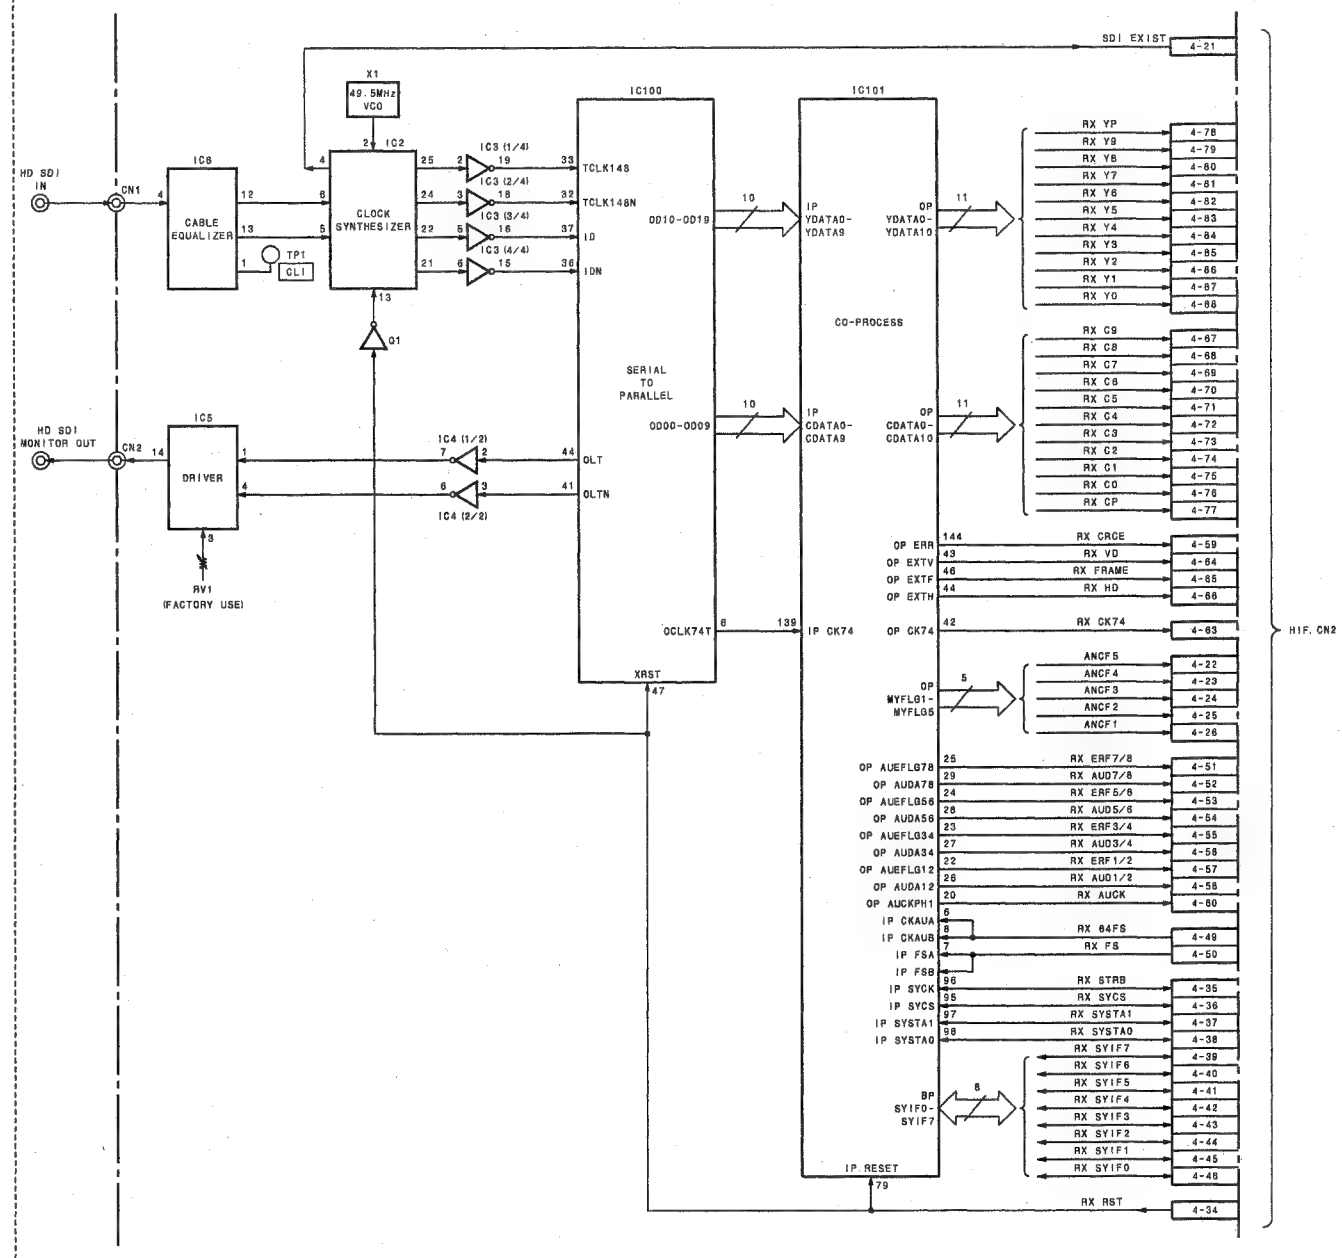 SDI EXIST
4-21
X1
49.5MHz
VCO
IC100
IC101
2
IC2
IC6
HD SDI
IN
CN1
4
CABLE
EQUALIZER
12
13
1
TP1
CLI
6
5
4
CLOCK
SYNTHESIZER
13
Q1
25
24
22
21
IC3 (1/4)
2
19
IC3 (2/4)
3
18
IC3 (3/4)
5
16
IC3 (4/4)
6
15
33
TCLK148
32
TCLK148N
37
ID
36
IDN
OD10-OD19
10
IP
YDATA0-
YDATA9
OP
YDATA0-
YDATA10
11
CO-PROCESS
SERIAL
TO
PARALLEL
OD00-OD09
10
IP
CDATA0-
CDATA9
OP
CDATA0-
CDATA10
11
RX YP
4-78
RX Y9
4-79
RX Y8
4-80
RX Y7
4-81
RX Y6
4-82
RX Y5
4-83
RX Y4
4-84
RX Y3
4-85
RX Y2
4-86
RX Y1
4-87
RX Y0
4-88
RX C9
4-67
RX C8
4-68
RX C7
4-69
RX C6
4-70
RX C5
4-71
RX C4
4-72
RX C3
4-73
RX C2
4-74
RX C1
4-75
RX C0
4-76
RX CP
4-77
HD SDI
MONITOR OUT
CN2
14
IC5
DRIVER
1
4
3
RV1
(FACTORY USE)
IC4 (1/2)
7
2
44
OLT
6
3
41
OLTN
IC4 (2/2)
OP ERR
144
RX CRCE
4-59
OP EXTV
43
RX VD
4-64
OP EXTF
46
RX FRAME
4-65
OP EXTH
44
RX HD
4-66
OCLK74T
6
139
IP CK74
OP CK74
42
RX CK74
4-63
HIF. CN2
XRST
47
OP
MYFLG1-
MYFLG5
5
ANCF5
4-22
ANCF4
4-23
ANCF3
4-24
ANCF2
4-25
ANCF1
4-26
OP AUEFLG78
25
RX ERF7/8
4-51
OP AUDA78
29
RX AUD7/8
4-52
OP AUEFLG56
24
RX ERF5/6
4-53
OP AUDA56
28
RX AUD5/6
4-54
OP AUEFLG34
23
RX ERF3/4
4-55
OP AUDA34
27
RX AUD3/4
4-56
OP AUEFLG12
22
RX ERF1/2
4-57
OP AUDA12
26
RX AUD1/2
4-58
OP AUCKPH1
20
RX AUCK
4-60
IP CKAUA
6
IP CKAUB
8
RX 64FS
4-49
IP FSA
7
RX FS
4-50
IP FSB
IP SYCK
96
RX STRB
4-35
IP SYCS
95
RX SYCS
4-36
IP SYSTA1
97
RX SYSTA1
4-37
IP SYSTA0
98
RX SYSTA0
4-38
BP
SYIF0-
SYIF7
8
RX SYIF7
4-39
RX SYIF6
4-40
RX SYIF5
4-41
RX SYIF4
4-42
RX SYIF3
4-43
RX SYIF2
4-44
RX SYIF1
4-45
RX SYIF0
4-46
IP RESET
79
RX RST
4-34